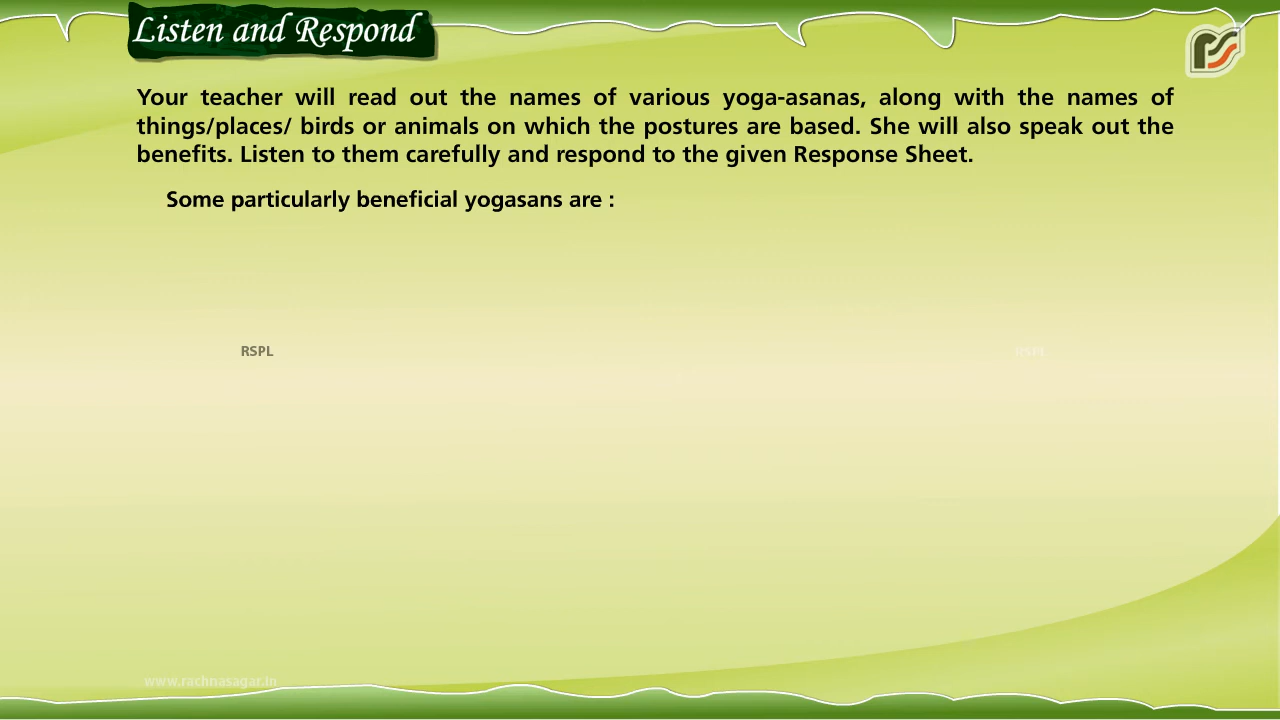 Listen and Respond
Your teacher will read out the names of various yoga-asanas, along with the names of
things/places/ birds or animals on which the postures are based. She will also speak out the
benefits. Listen to them carefully and respond to the given Response Sheet.
Some particularly beneficial yogasans are :
RSPL
RSPL
www.rachnasagar.in